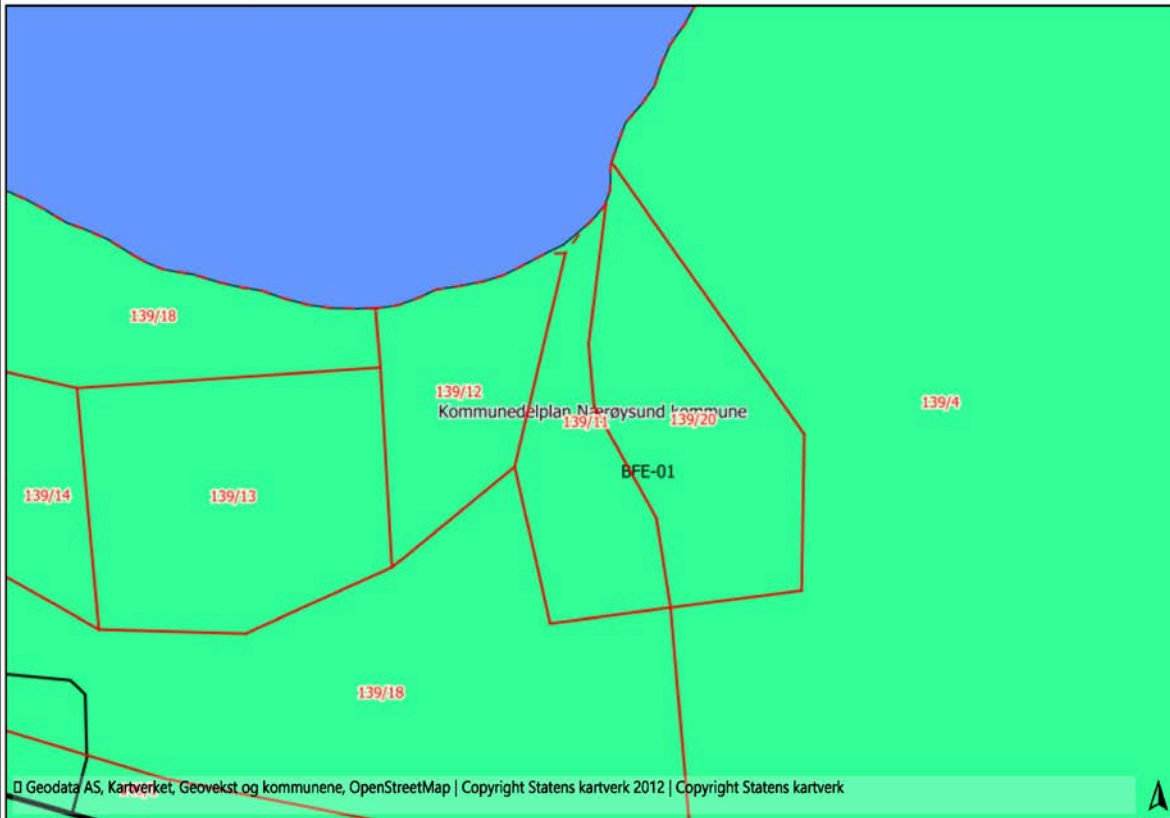 139/18
139/12
139/4
Kommunedelplan Nærøysund kommune
139/11
139/20
BFE-01
139/14
139/13
139/18
Geodata AS, Kartverket, Geovekst og kommunene, OpenStreetMap | Copyright Statens kartverk 2012 | Copyright Statens kartverk